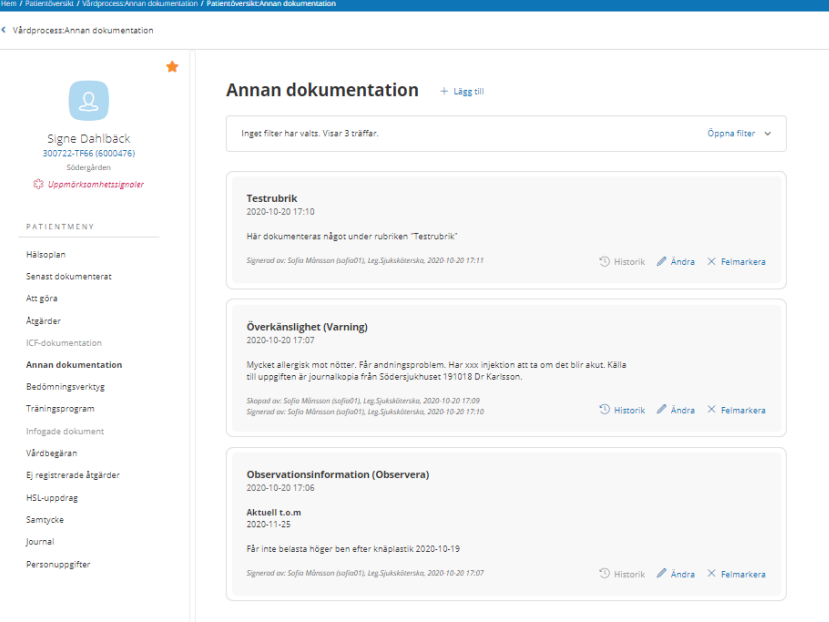 Hem / Patientöversikt / Vårdprocess:Annan dokumentation / Patientöversikt:Annan dokumentation
Vårdprocess:Annan dokumentation
Signe Dahlbäck
300722-TF66 (6000476)
Södergården
Uppmärksamhetssignaler
PATIENTMENY
Hälsoplan
Senast dokumenterat
Att göra
Åtgärder
ICF-dokumentation
Annan dokumentation
Bedömningsverktyg
Träningsprogram
Infogade dokument
Vårdbegäran
Ej registrerade åtgärder
HSL-uppdrag
Samtycke
Journal
Personuppgifter
Annan dokumentation + Lägg till
Inget filter har valts. Visar 3 träffar. Öppna filter
Testrubrik
2020-10-20 17:10
Här dokumenteras något under rubriken "Testrubrik"
Signerad av: Sofia Månsson (sofia01), Leg.Sjuksköterska, 2020-10-20 17:11
Historik Ändra Felmarkera
Överkänslighet (Varning)
2020-10-20 17:07
Mycket allergisk mot nötter. Får andningsproblem. Har xxx injektion att ta om det blir akut. Källa
till uppgiften är journalkopia från Södersjukhuset 191018 Dr Karlsson.
Skapad av: Sofia Månsson (sofia01), Leg.Sjuksköterska, 2020-10-20 17:09
Signerad av: Sofia Månsson (sofia01), Leg.Sjuksköterska, 2020-10-20 17:10
Historik Ändra Felmarkera
Observationsinformation (Observera)
2020-10-20 17:06
Aktuell t.o.m
2020-11-25
Får inte belasta höger ben efter knäplastik 2020-10-19
Signerad av: Sofia Månsson (sofia01), Leg.Sjuksköterska, 2020-10-20 17:07
Historik Ändra Felmarkera